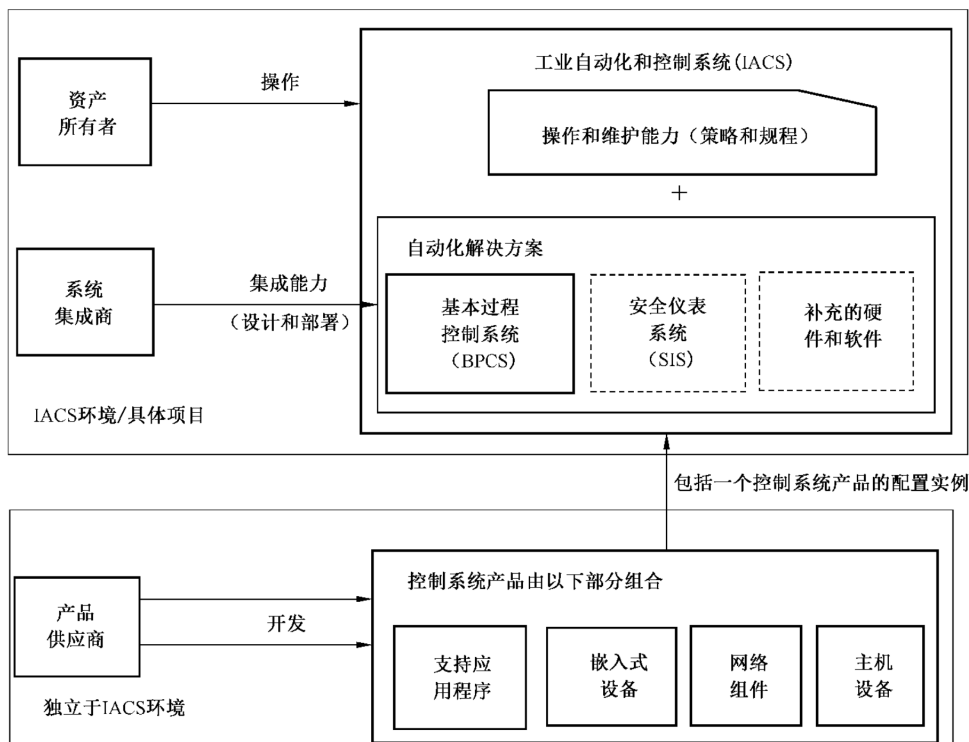 工业自动化和控制系统(IACS)
资产
所有者
操作
操作和维护能力（策略和规程）
+
自动化解决方案
系统
集成商
集成能力
（设计和部署）
基本过程
控制系统
（BPCS）
安全仪表
系统
（SIS）
补充的硬
件和软件
IACS环境/具体项目
包括一个控制系统产品的配置实例
控制系统产品由以下部分组合
产品
供应商
开发
支持应
用程序
嵌入式
设备
网络
组件
主机
设备
独立于IACS环境